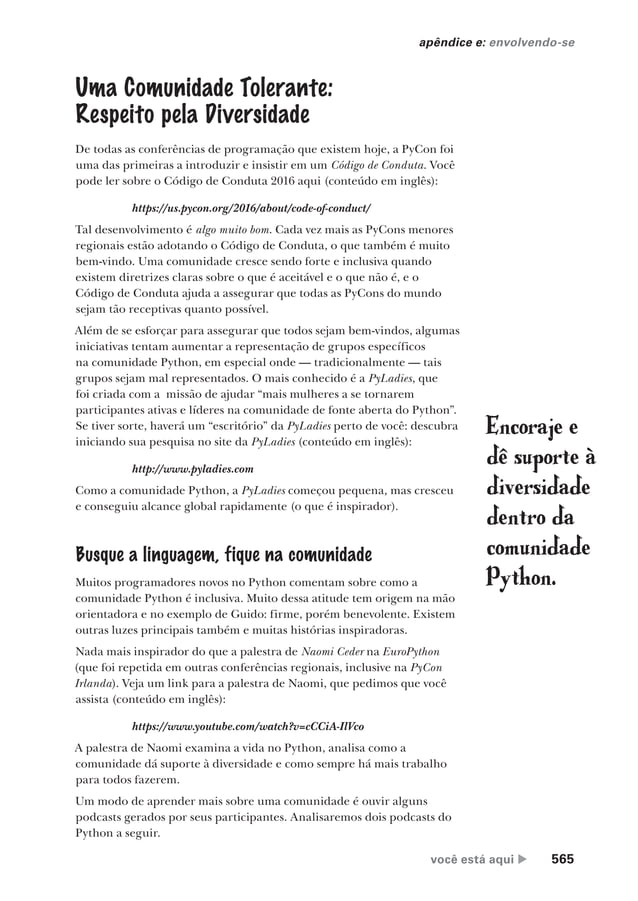 apêndice e: envolvendo-se
Uma Comunidade Tolerante:
Respeito pela Diversidade
De todas as conferências de programação que existem hoje, a PyCon foi
uma das primeiras a introduzir e insistir em um Código de Conduta. Você
pode ler sobre o Código de Conduta 2016 aqui (conteúdo em inglês):
https://us.pycon.org/2016/about/code-of-conduct/
Tal desenvolvimento é algo muito bom. Cada vez mais as PyCons menores
regionais estão adotando o Código de Conduta, o que também é muito
bem-vindo. Uma comunidade cresce sendo forte e inclusiva quando
existem diretrizes claras sobre o que é aceitável e o que não é, e o
Código de Conduta ajuda a assegurar que todas as PyCons do mundo
sejam tão receptivas quanto possível.
Além de se esforçar para assegurar que todos sejam bem-vindos, algumas
iniciativas tentam aumentar a representação de grupos específicos
na comunidade Python, em especial onde — tradicionalmente — tais
grupos sejam mal representados. O mais conhecido é a PyLadies, que
foi criada com a missão de ajudar “mais mulheres a se tornarem
participantes ativas e líderes na comunidade de fonte aberta do Python”.
Se tiver sorte, haverá um “escritório” da PyLadies perto de você: descubra
iniciando sua pesquisa no site da PyLadies (conteúdo em inglês):
http://www.pyladies.com
Como a comunidade Python, a PyLadies começou pequena, mas cresceu
e conseguiu alcance global rapidamente (o que é inspirador).
Encoraje e
dê suporte à
diversidade
dentro da
comunidade
Python.
Busque a linguagem, fique na comunidade
Muitos programadores novos no Python comentam sobre como a
comunidade Python é inclusiva. Muito dessa atitude tem origem na mão
orientadora e no exemplo de Guido: firme, porém benevolente. Existem
outras luzes principais também e muitas histórias inspiradoras.
Nada mais inspirador do que a palestra de Naomi Ceder na EuroPython
(que foi repetida em outras conferências regionais, inclusive na PyCon
Irlanda). Veja um link para a palestra de Naomi, que pedimos que você
assista (conteúdo em inglês):
https://www.youtube.com/watch?v=cCCiA-IlVco
A palestra de Naomi examina a vida no Python, analisa como a
comunidade dá suporte à diversidade e como sempre há mais trabalho
para todos fazerem.
Um modo de aprender mais sobre uma comunidade é ouvir alguns
podcasts gerados por seus participantes. Analisaremos dois podcasts do
Python a seguir.
você está aqui ▶ 565